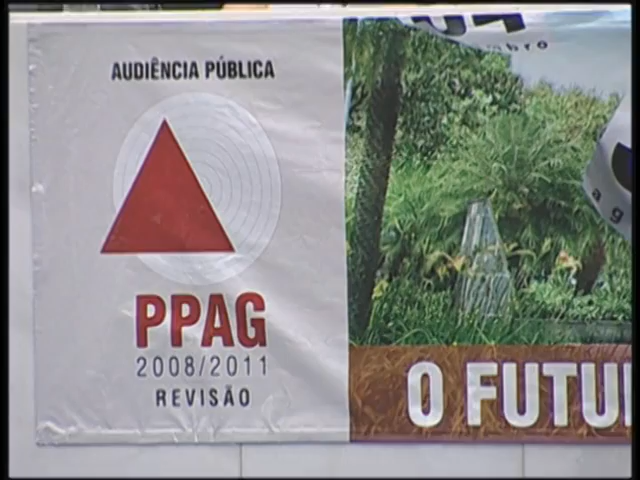 AUDIÊNCIA PÚBLICA
PPAG
2008/2011
REVISÃO
O FUTU